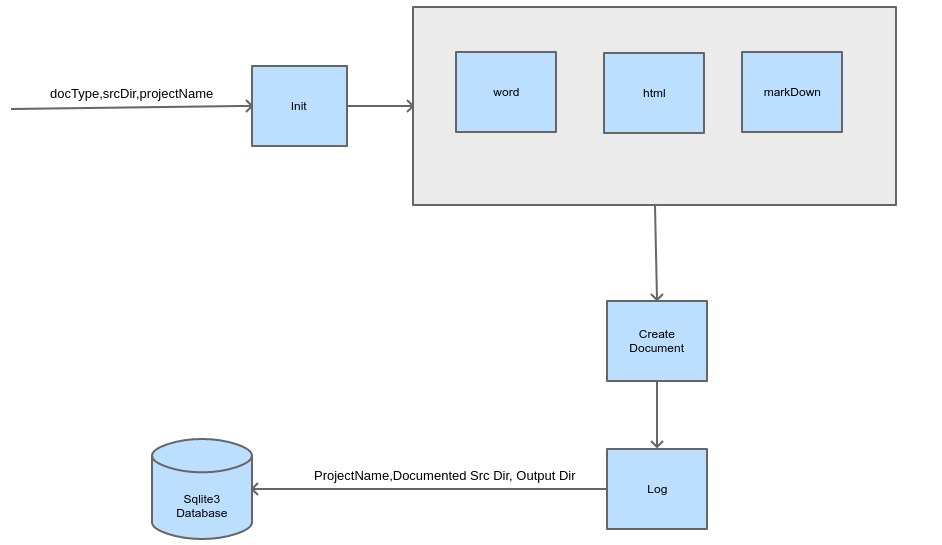 docType,srcDir,projectName
Init
word
html
markDown
Create
Document
Log
ProjectName,Documented Src Dir, Output Dir
Sqlite3
Database